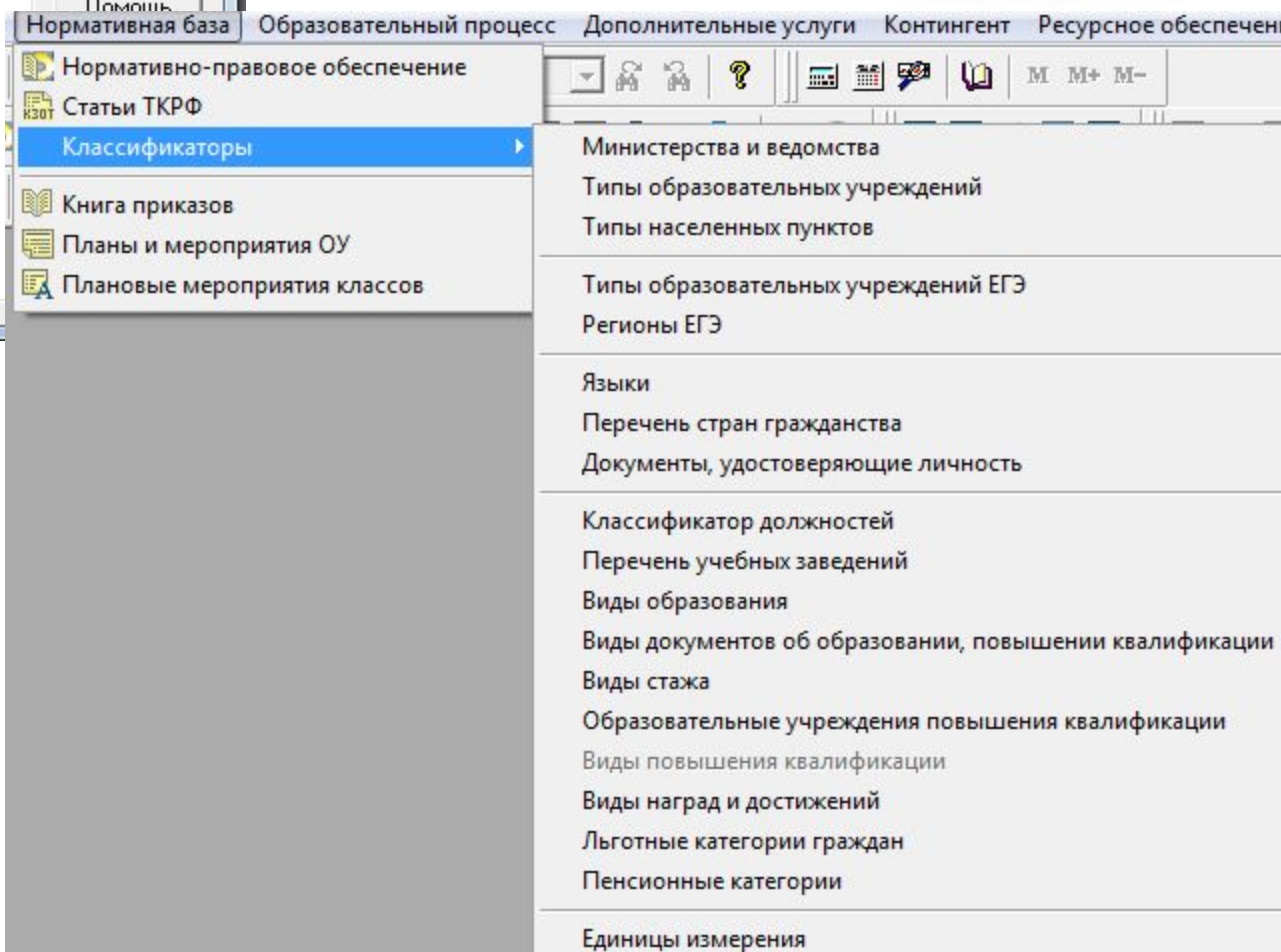 Помощь
Нормативная база Образовательный процесс Дополнительные услуги Контингент Ресурсное обеспечен
Нормативно-правовое обеспечение
M M+ M-
КЗОТ Статьи ТКРФ
Классификаторы
Книга приказов
Планы и мероприятия ОУ
Плановые мероприятия классов
Министерства и ведомства
Типы образовательных учреждений
Типы населенных пунктов
Типы образовательных учреждений ЕГЭ
Регионы ЕГЭ
Языки
Перечень стран гражданства
Документы, удостоверяющие личность
Классификатор должностей
Перечень учебных заведений
Виды образования
Виды документов об образовании, повышении квалификации
Виды стажа
Образовательные учреждения повышения квалификации
Виды повышения квалификации
Виды наград и достижений
Льготные категории граждан
Пенсионные категории
Единицы измерения